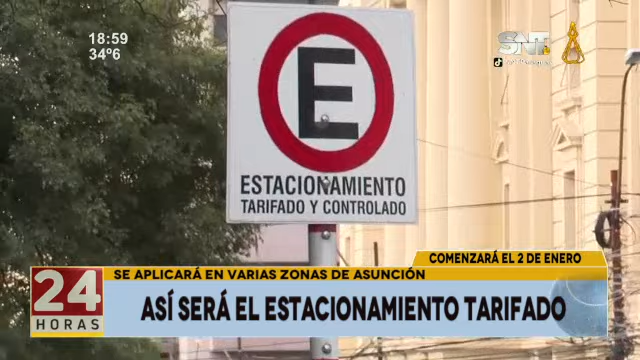 18:59
34°6
SNT
E
ESTACIONAMIENTO
TARIFADO Y CONTROLADO
COMENZARÁ EL 2 DE ENERO
SE APLICARÁ EN VARIAS ZONAS DE ASUNCIÓN
24
HORAS
ASÍ SERÁ EL ESTACIONAMIENTO TARIFADO